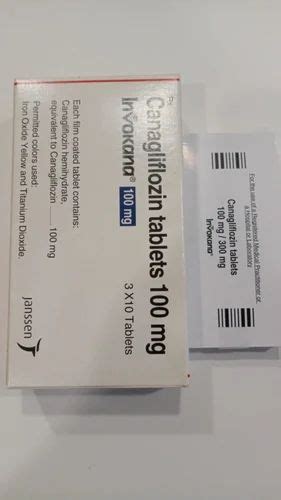 Rx
Canagliflozin tablets 100 mg
Invokana® 100 mg
3 X10 Tablets
Each film coated tablet contains:
Canagliflozin hemihydrate,
equivalent to Canagliflozin ........ 100 mg
Permitted colors used:
Iron Oxide Yellow and Titanium Dioxide.
janssen
For the use of a Registered Medical Practitioner or
a Hospital or Laboratory
Canagliflozin tablets
100 mg / 300 mg
Invokana®